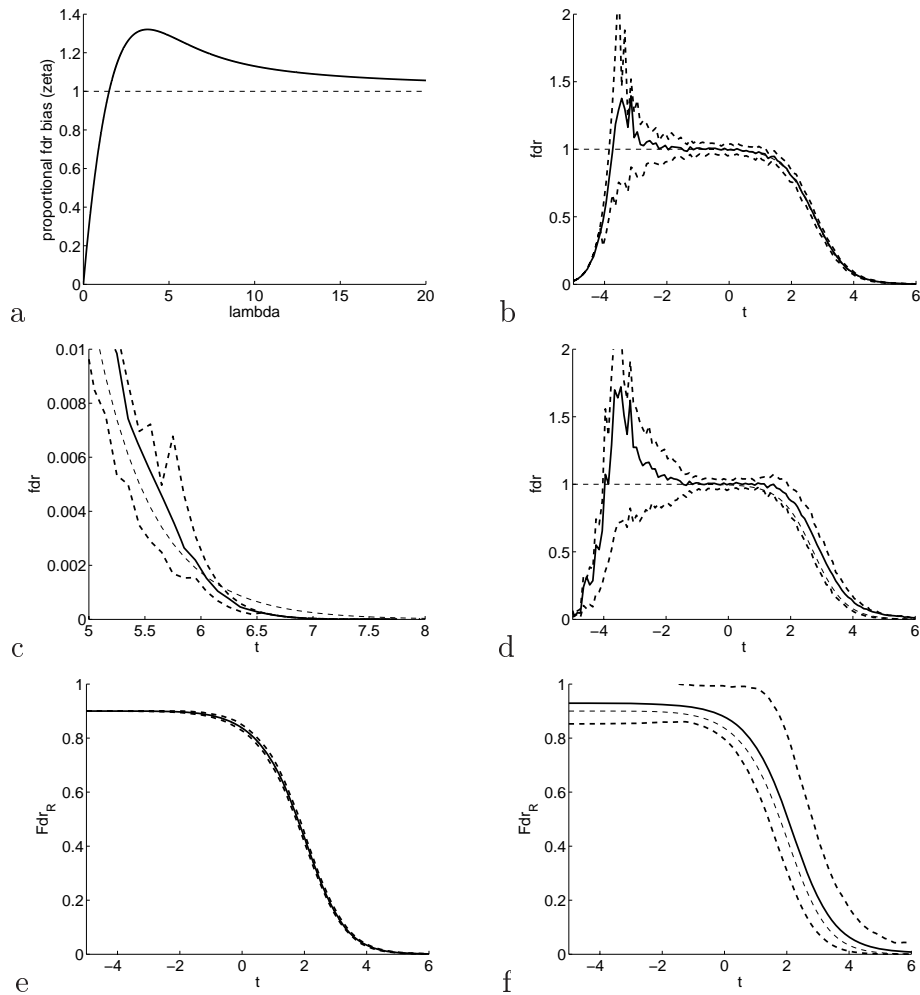 1.4
1.2
1
0.8
0.6
0.4
0.2
0
0 5 10 15 20
proportional fdr bias (zeta)
lambda
a
2
1.5
1
0.5
0
−4 −2 0 2 4 6
fdr
t
b
0.01
0.008
0.006
0.004
0.002
0
5 5.5 6 6.5 7 7.5 8
fdr
t
c
2
1.5
1
0.5
0
−4 −2 0 2 4 6
fdr
t
d
1
0.8
0.6
0.4
0.2
0
−4 −2 0 2 4 6
Fdr_R
t
e
1
0.8
0.6
0.4
0.2
0
−4 −2 0 2 4 6
Fdr_R
t
f